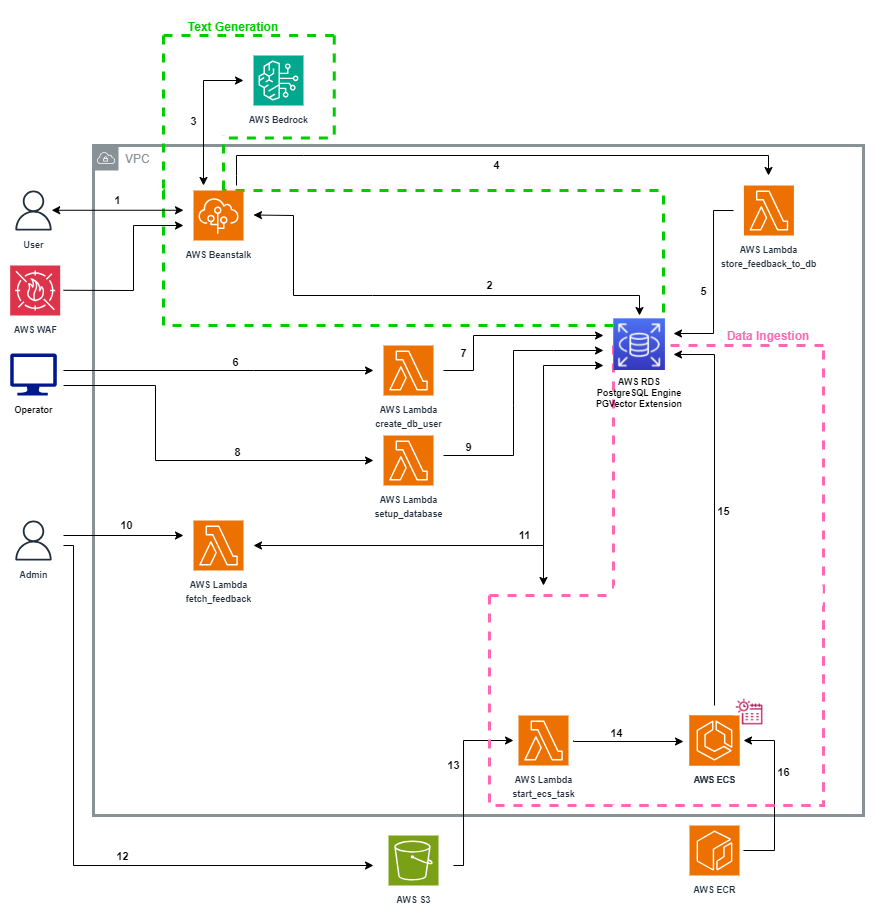 Text Generation
3
AWS Bedrock
VPC
4
1
User
AWS Beanstalk
AWS Lambda
store_feedback_to_db
2
5
AWS WAF
Data Ingestion
6
7
Operator
AWS Lambda
create_db_user
AWS RDS
PostgreSQL Engine
PGVector Extension
8
9
AWS Lambda
setup_database
10
11
15
Admin
AWS Lambda
fetch_feedback
13
14
16
AWS Lambda
start_ecs_task
AWS ECS
12
AWS S3
AWS ECR